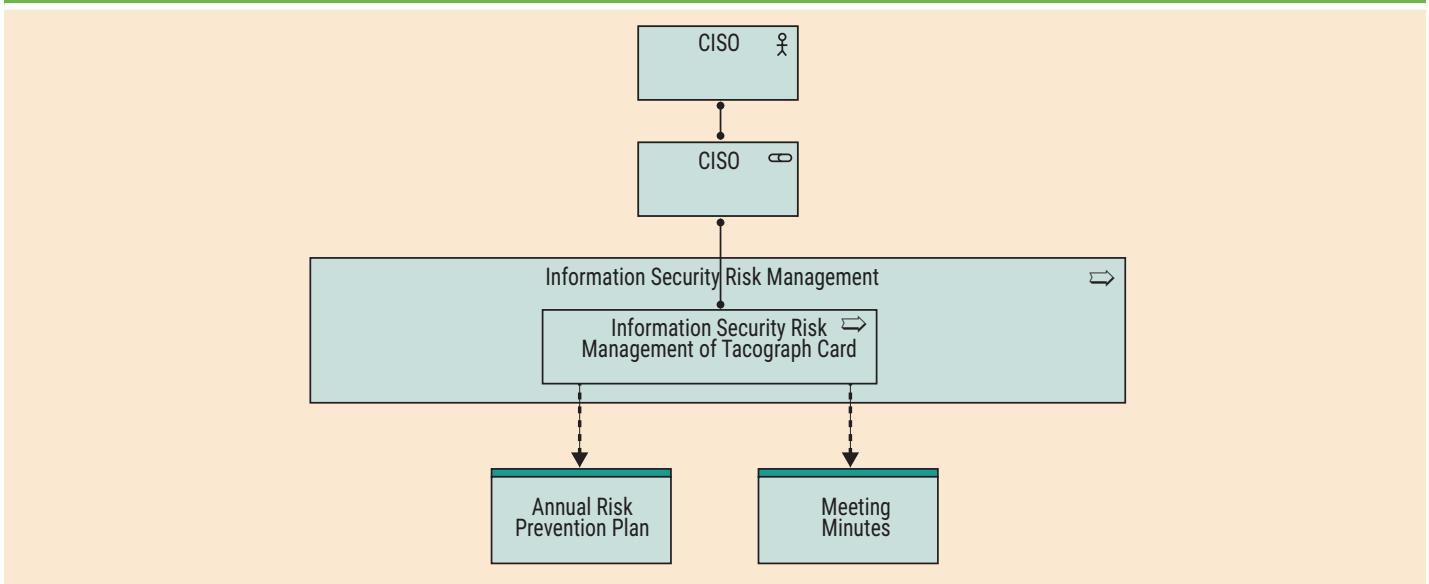 CISO
CISO
Information Security Risk Management
Information Security Risk
Management of Tacograph Card
Annual Risk
Prevention Plan
Meeting
Minutes